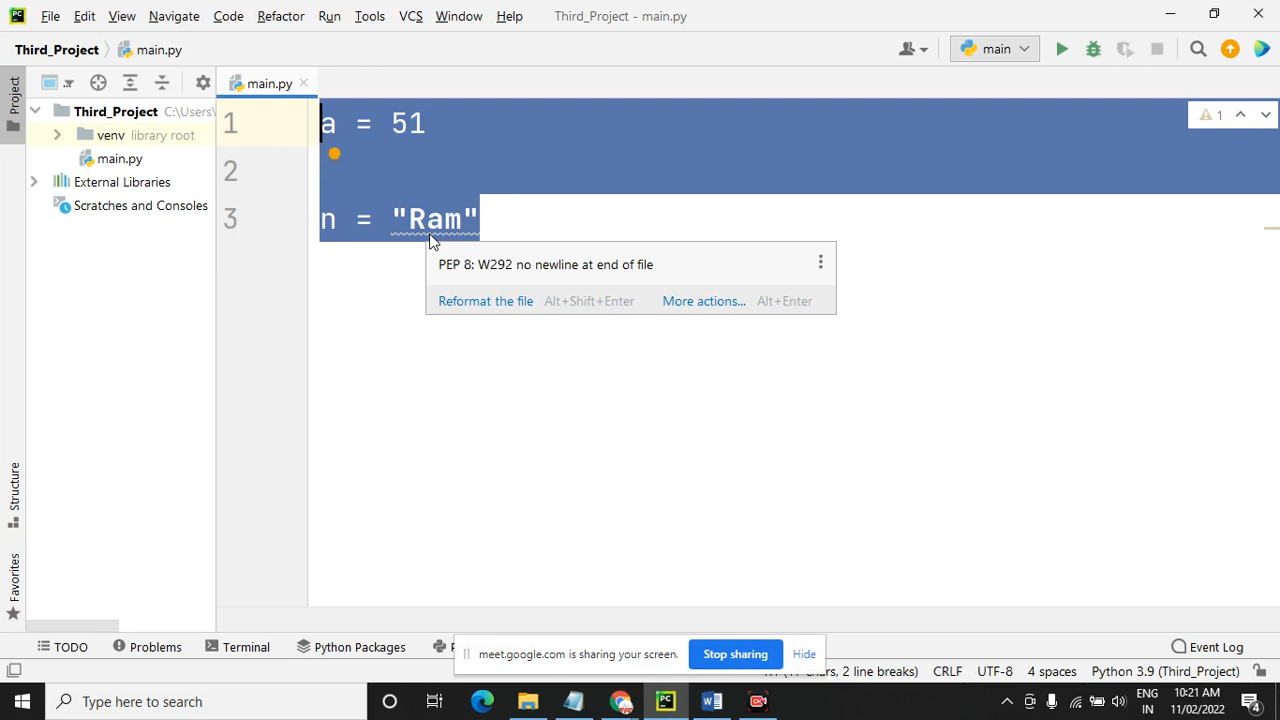 PC File Edit View Navigate Code Refactor Run Tools VCS Window Help Third_Project - main.py
Third_Project main.py main
Project
main.py
Third_Project C:\Users\
venv library root
main.py
External Libraries
Scratches and Consoles
1 a = 51
2
3 n = "Ram"
1
PEP 8: W292 no newline at end of file
Reformat the file Alt+Shift+Enter More actions... Alt+Enter
Structure
Favorites
TODO Problems Terminal Python Packages Event Log
meet.google.com is sharing your screen. Stop sharing Hide
CRLF UTF-8 4 spaces Python 3.9 (Third_Project)
Type here to search
PC
W
ENG
IN
10:21 AM
11/02/2022
4